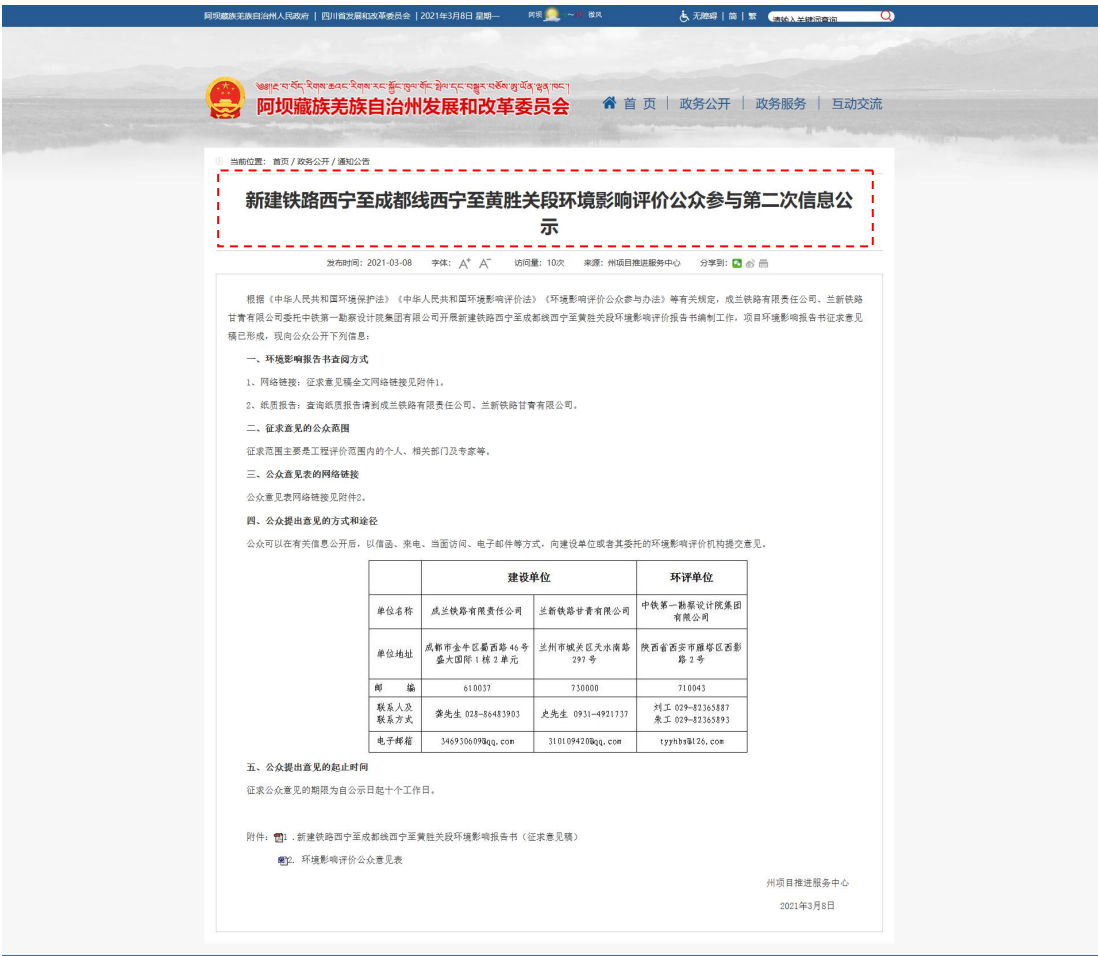 阿坝藏族羌族自治州人民政府 | 四川省发展和改革委员会 | 2021年3月8日 星期一 阿坝 ~ 微风 无障碍 | 简 | 繁 请输入关键词查询
阿坝藏族羌族自治州发展和改革委员会
首 页 | 政务公开 | 政务服务 | 互动交流
当前位置： 首页 / 政务公开 / 通知公告
新建铁路西宁至成都线西宁至黄胜关段环境影响评价公众参与第二次信息公
示
发布时间：2021-03-08 字体： A+ A- 访问量：10次 来源：州项目推进服务中心 分享到：
根据《中华人民共和国环境保护法》《中华人民共和国环境影响评价法》《环境影响评价公众参与办法》等有关规定，成兰铁路有限责任公司、兰新铁路
甘青有限公司委托中铁第一勘察设计院集团有限公司开展新建铁路西宁至成都线西宁至黄胜关段环境影响评价报告书编制工作，项目环境影响报告书征求意见
稿已形成，现向公众公开下列信息：
一、环境影响报告书查阅方式
1、网络链接：征求意见稿全文网络链接见附件1。
2、纸质报告：查询纸质报告请到成兰铁路有限责任公司、兰新铁路甘青有限公司。
二、征求意见的公众范围
征求范围主要是工程评价范围内的个人、相关部门及专家等。
三、公众意见表的网络链接
公众意见表网络链接见附件2。
四、公众提出意见的方式和途径
公众可以在有关信息公开后，以信函、来电、当面访问、电子邮件等方式，向建设单位或者其委托的环境影响评价机构提交意见。
建设单位 环评单位
单位名称 成兰铁路有限责任公司 兰新铁路甘青有限公司 中铁第一勘察设计院集团
有限公司
单位地址 成都市金牛区蜀西路 46 号
盛大国际 1 栋 2 单元 兰州市城关区天水南路
297 号 陕西省西安市雁塔区西影
路 2 号
邮 编 610037 730000 710043
联系人及
联系方式 龚先生 028-86483903 史先生 0931-4921737 刘工 029-82365887
朱工 029-82365893
电子邮箱 346930609@qq.com 310109420@qq.com tyyhbs@126.com
五、公众提出意见的起止时间
征求公众意见的期限为自公示日起十个工作日。
附件： 1．新建铁路西宁至成都线西宁至黄胜关段环境影响报告书（征求意见稿）
2．环境影响评价公众意见表
州项目推进服务中心
2021年3月8日